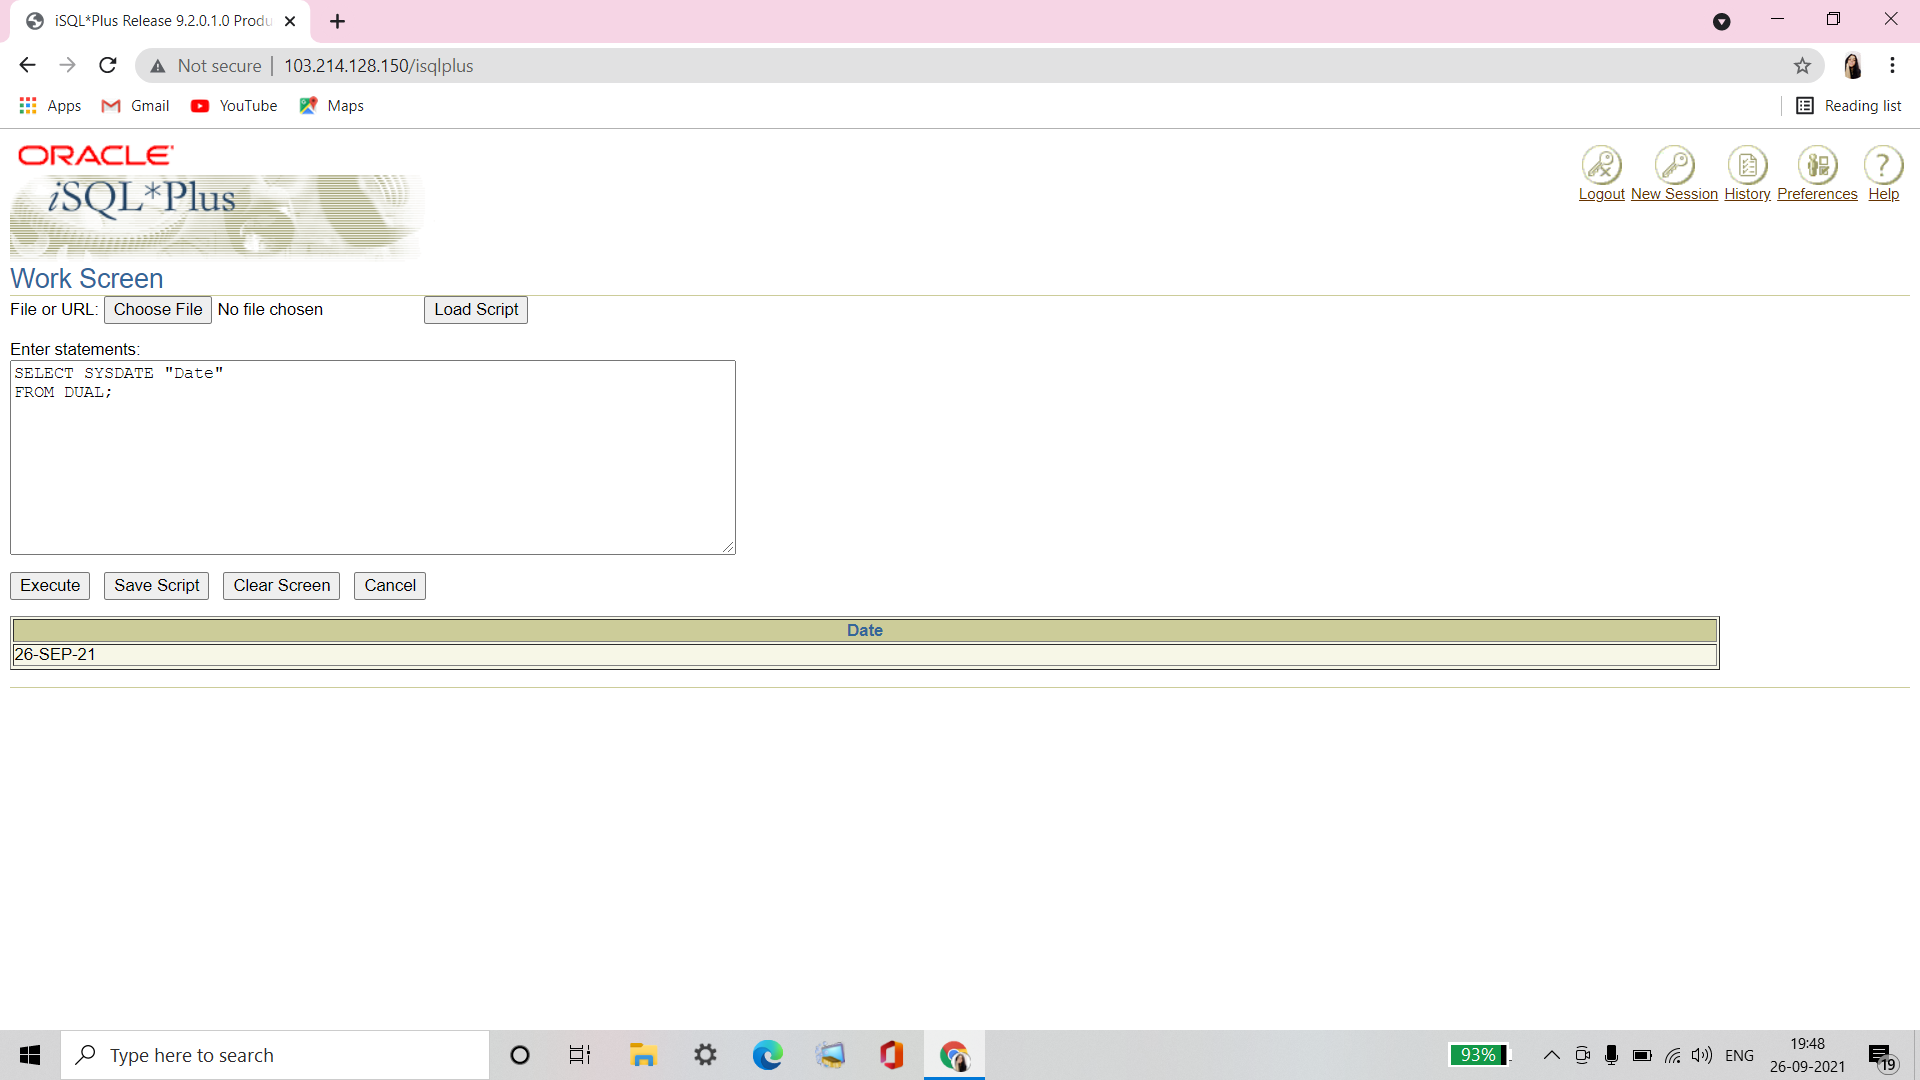 iSQL*Plus Release 9.2.0.1.0 Produ
Not secure | 103.214.128.150/isqlplus
Apps Gmail YouTube Maps Reading list
ORACLE
iSQL*Plus
Logout New Session History Preferences Help
Work Screen
File or URL: Choose File No file chosen Load Script
Enter statements:
SELECT SYSDATE "Date"
FROM DUAL;
Execute Save Script Clear Screen Cancel
Date
26-SEP-21
Type here to search
93%
ENG
19:48
26-09-2021
19